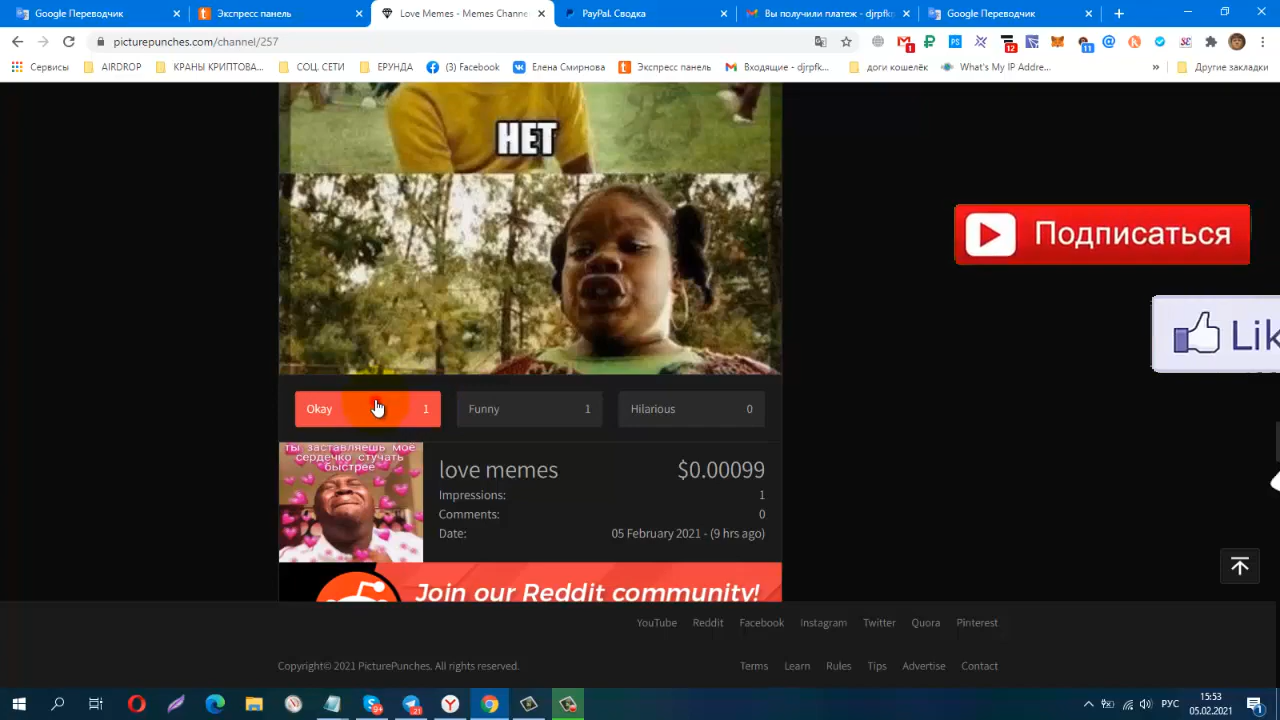 Google Переводчик
Экспресс панель
Love Memes - Memes Channe
PayPal. Сводка
Вы получили платеж - djrpfkr
Google Переводчик
picturepunches.com/channel/257
1
12
11
Сервисы
AIRDROP
КРАНЫ КРИПТОВА...
СОЦ. СЕТИ
ЕРУНДА
(3) Facebook
Елена Смирнова
Экспресс панель
Входящие - djrpfk...
доги кошелёк
What's My IP Addre...
»
Другие закладки
НЕТ
Подписаться
Lik
Okay 1
Funny 1
Hilarious 0
ты заставляешь мое
сердечко стучать
быстрее
love memes $0.00099
Impressions: 1
Comments: 0
Date: 05 February 2021 - (9 hrs ago)
Join our Reddit community!
YouTube Reddit Facebook Instagram Twitter Quora Pinterest
Copyright© 2021 PicturePunches. All rights reserved.
Terms Learn Rules Tips Advertise Contact
21
РУС
15:53
05.02.2021